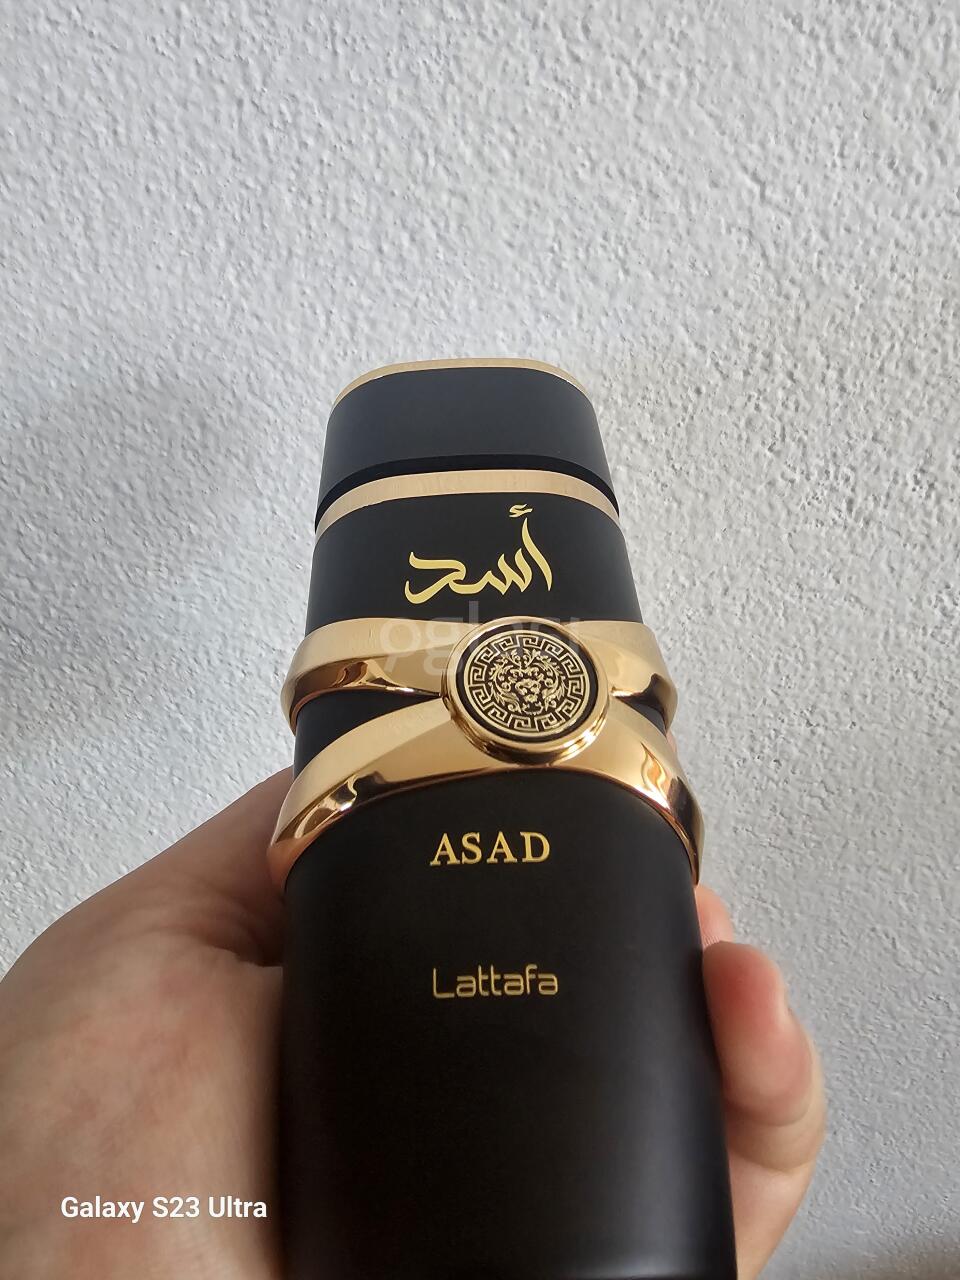 أسد
ASAD
Lattafa
Galaxy S23 Ultra